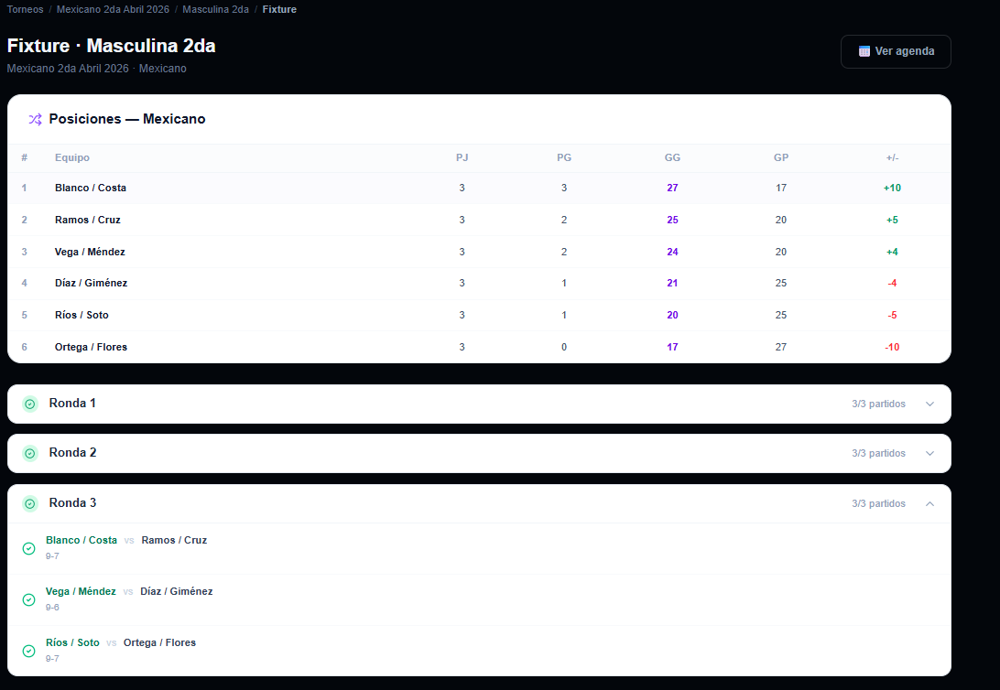 Torneos / Mexicano 2da Abril 2026 / Masculina 2da / Fixture
Fixture · Masculina 2da
Mexicano 2da Abril 2026 · Mexicano
Ver agenda
Posiciones — Mexicano
# Equipo PJ PG GG GP +/-
1 Blanco / Costa 3 3 27 17 +10
2 Ramos / Cruz 3 2 25 20 +5
3 Vega / Méndez 3 2 24 20 +4
4 Díaz / Giménez 3 1 21 25 -4
5 Ríos / Soto 3 1 20 25 -5
6 Ortega / Flores 3 0 17 27 -10
Ronda 1 3/3 partidos
Ronda 2 3/3 partidos
Ronda 3 3/3 partidos
Blanco / Costa vs Ramos / Cruz
9-7
Vega / Méndez vs Díaz / Giménez
9-6
Ríos / Soto vs Ortega / Flores
9-7